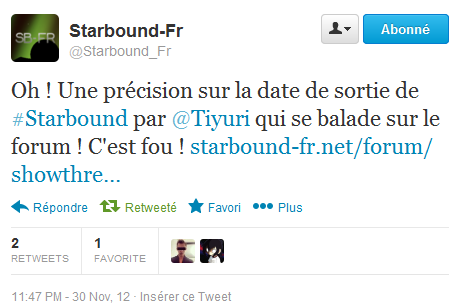 SB-FR
Starbound-Fr
@Starbound_Fr
Abonné
Oh ! Une précision sur la date de sortie de
#Starbound par @Tiyuri qui se balade sur le
forum ! C'est fou ! starbound-fr.net/forum/
showthre...
Répondre Retweeté Favori Plus
2 1
RETWEETS FAVORITE
11:47 PM - 30 Nov, 12 · Insérer ce Tweet